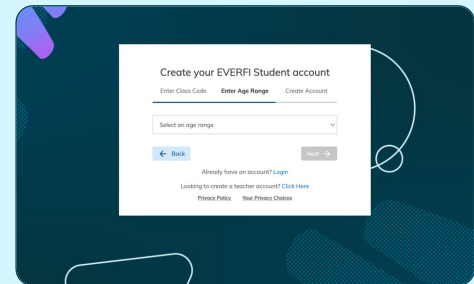 Create your EVERFI Student account
Enter Class Code Enter Age Range Create Account
Select an age range
← Back Next →
Already have an account? Login
Looking to create a teacher account? Click Here
Privacy Policy Your Privacy Choices